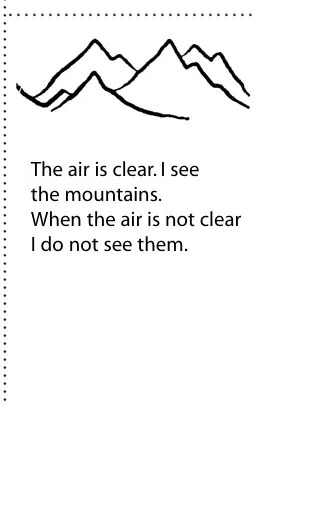 The air is clear. I see
the mountains.
When the air is not clear
I do not see them.